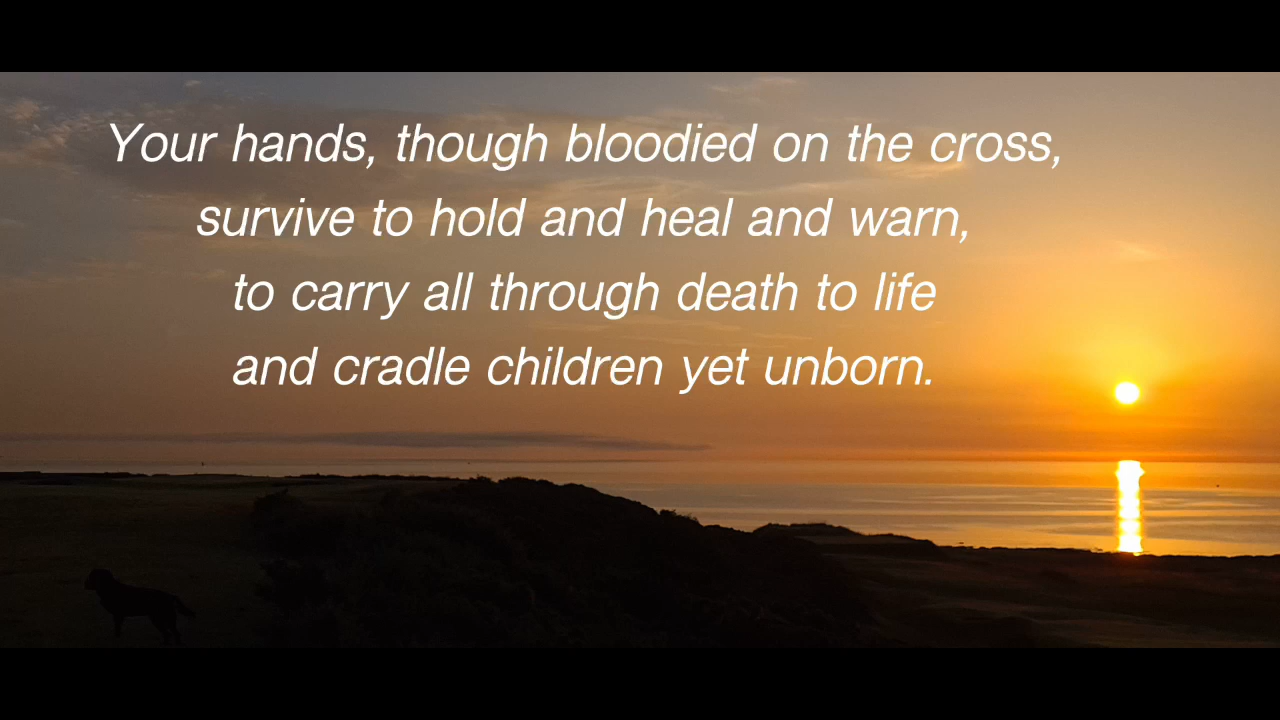 Your hands, though bloodied on the cross,
survive to hold and heal and warn,
to carry all through death to life
and cradle children yet unborn.